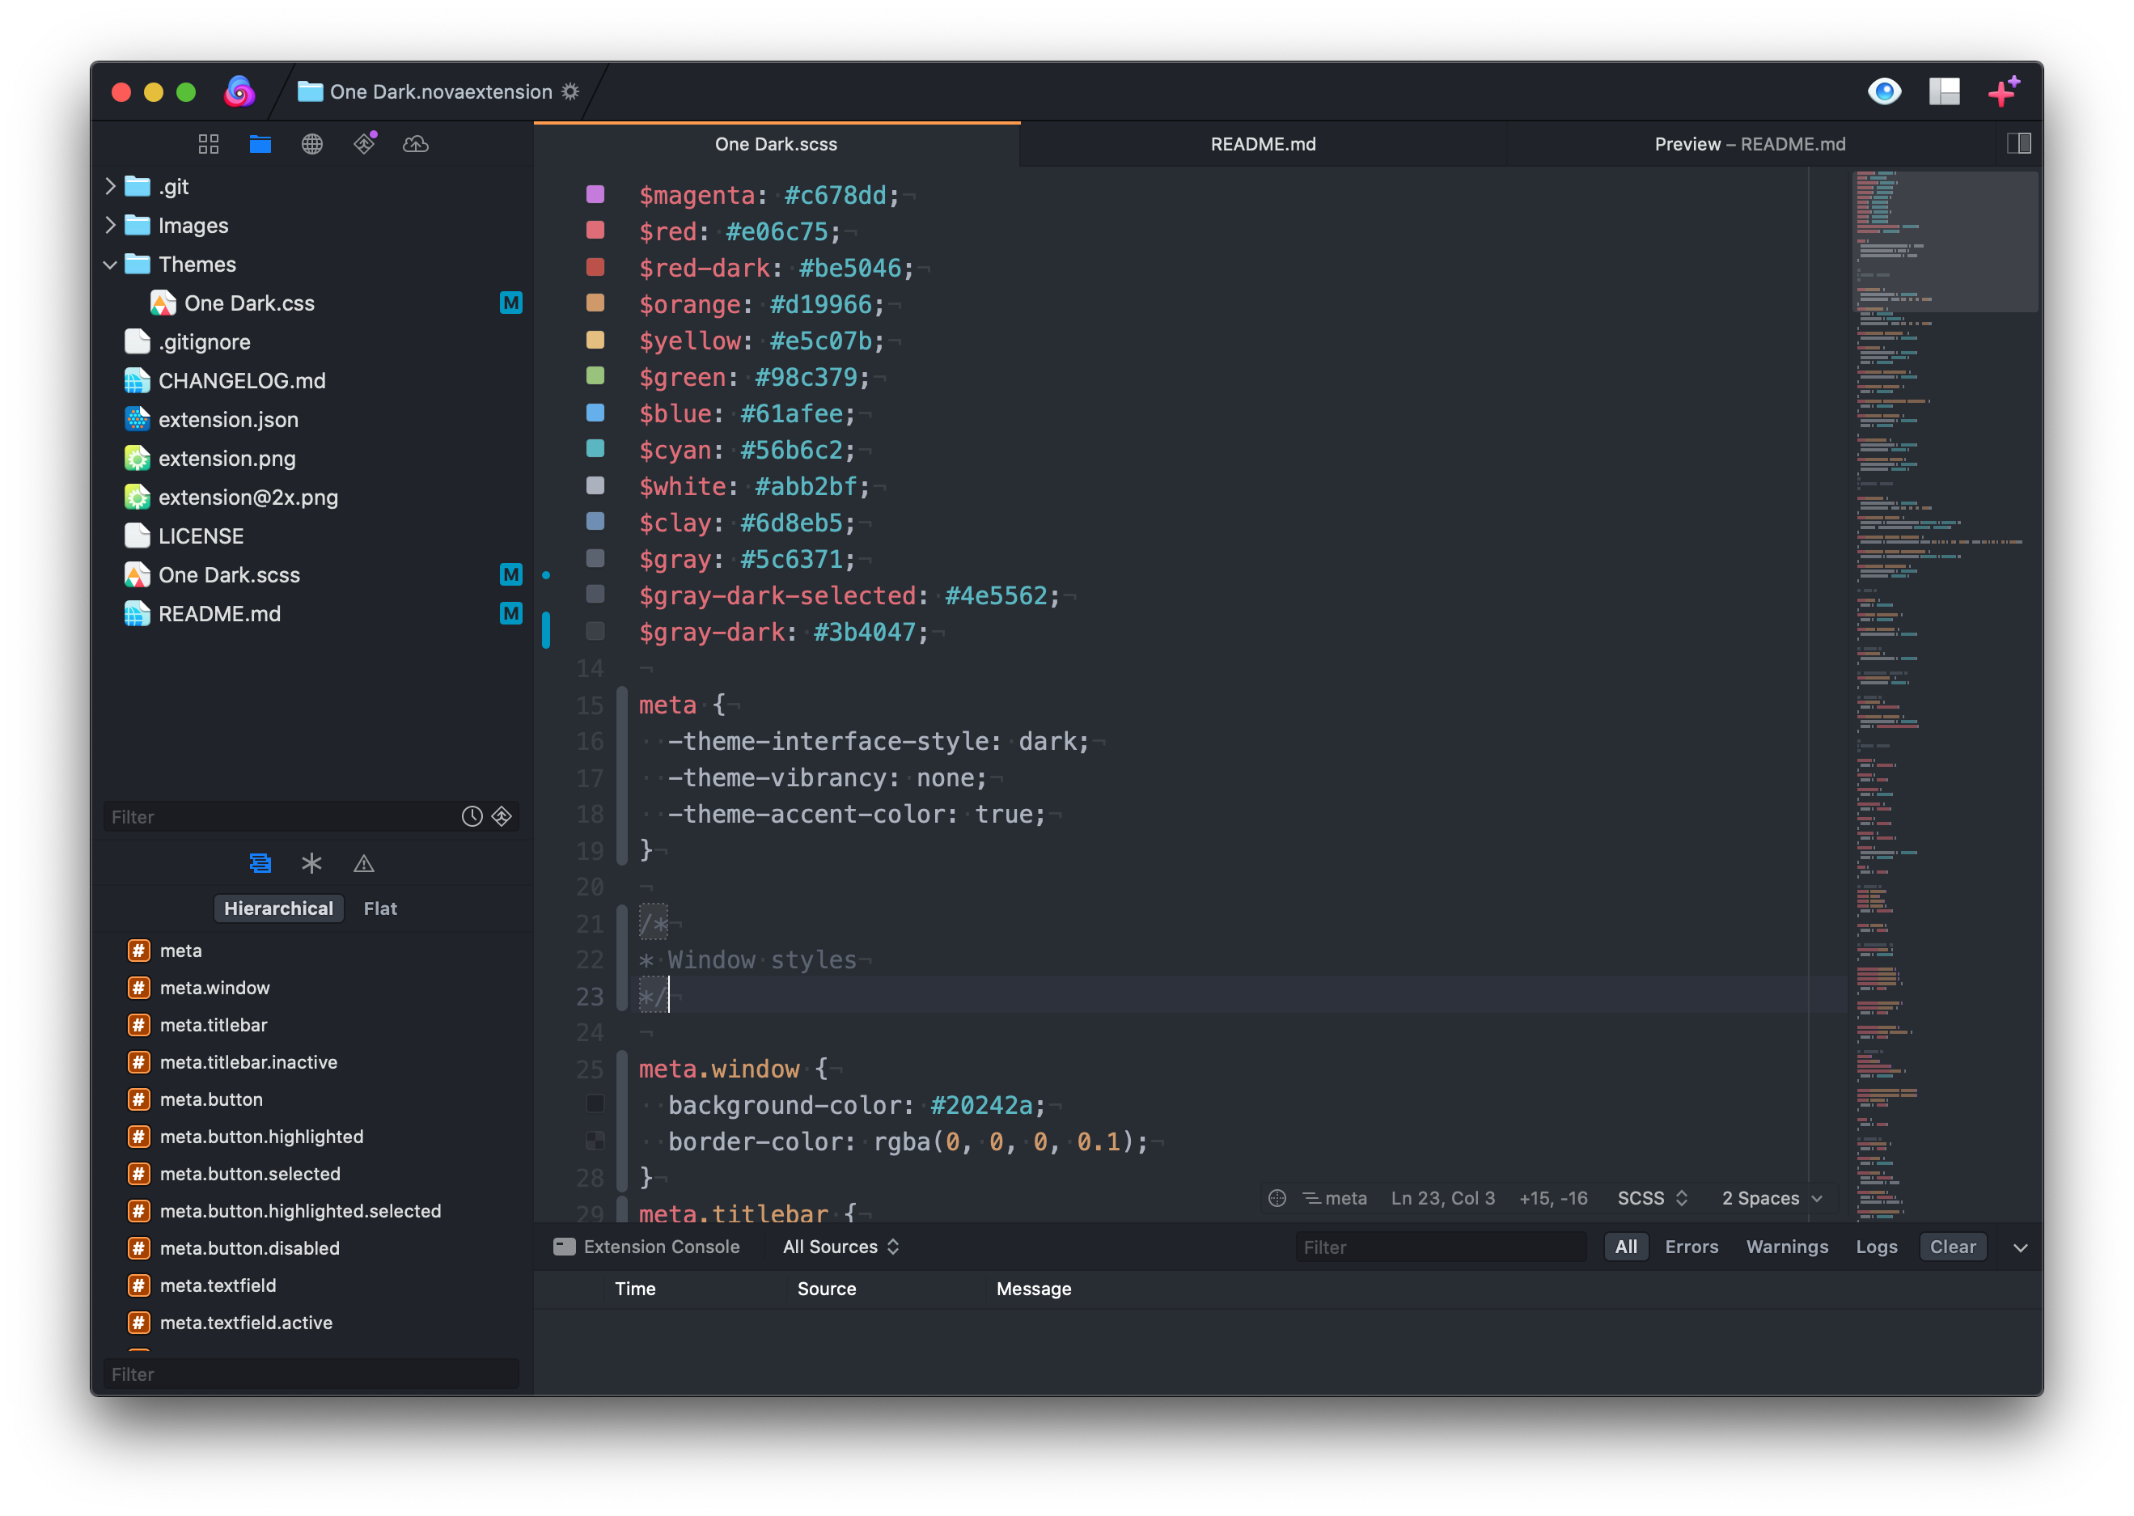 One Dark.novaextension
One Dark.scss
README.md
Preview – README.md
.git
Images
Themes
One Dark.css M
.gitignore
CHANGELOG.md
extension.json
extension.png
extension@2x.png
LICENSE
One Dark.scss M
README.md M
Filter
Hierarchical Flat
# meta
# meta.window
# meta.titlebar
# meta.titlebar.inactive
# meta.button
# meta.button.highlighted
# meta.button.selected
# meta.button.highlighted.selected
# meta.button.disabled
# meta.textfield
# meta.textfield.active
Filter
$magenta: #c678dd;
$red: #e06c75;
$red-dark: #be5046;
$orange: #d19966;
$yellow: #e5c07b;
$green: #98c379;
$blue: #61afee;
$cyan: #56b6c2;
$white: #abb2bf;
$clay: #6d8eb5;
$gray: #5c6371;
$gray-dark-selected: #4e5562;
$gray-dark: #3b4047;
14
15 meta {
16 -theme-interface-style: dark;
17 -theme-vibrancy: none;
18 -theme-accent-color: true;
19 }
20
21 /*
22 * Window styles
23 */
24
25 meta.window {
background-color: #20242a;
border-color: rgba(0, 0, 0, 0.1);
28 }
29 meta.titlebar {
meta Ln 23, Col 3 +15, -16 SCSS 2 Spaces
Extension Console All Sources Filter All Errors Warnings Logs Clear
Time Source Message